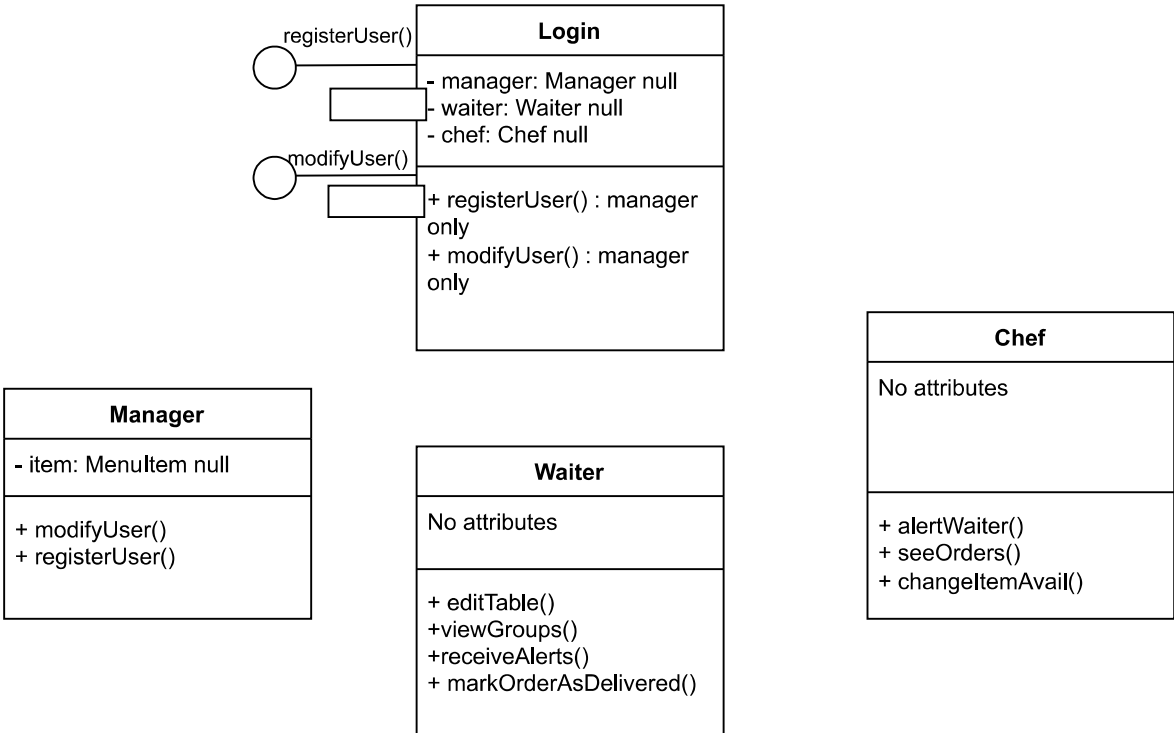 registerUser()
Login
- manager: Manager null
- waiter: Waiter null
- chef: Chef null
modifyUser()
+ registerUser() : manager
only
+ modifyUser() : manager
only
Chef
No attributes
+ alertWaiter()
+ seeOrders()
+ changeItemAvail()
Manager
- item: MenuItem null
+ modifyUser()
+ registerUser()
Waiter
No attributes
+ editTable()
+viewGroups()
+receiveAlerts()
+ markOrderAsDelivered()